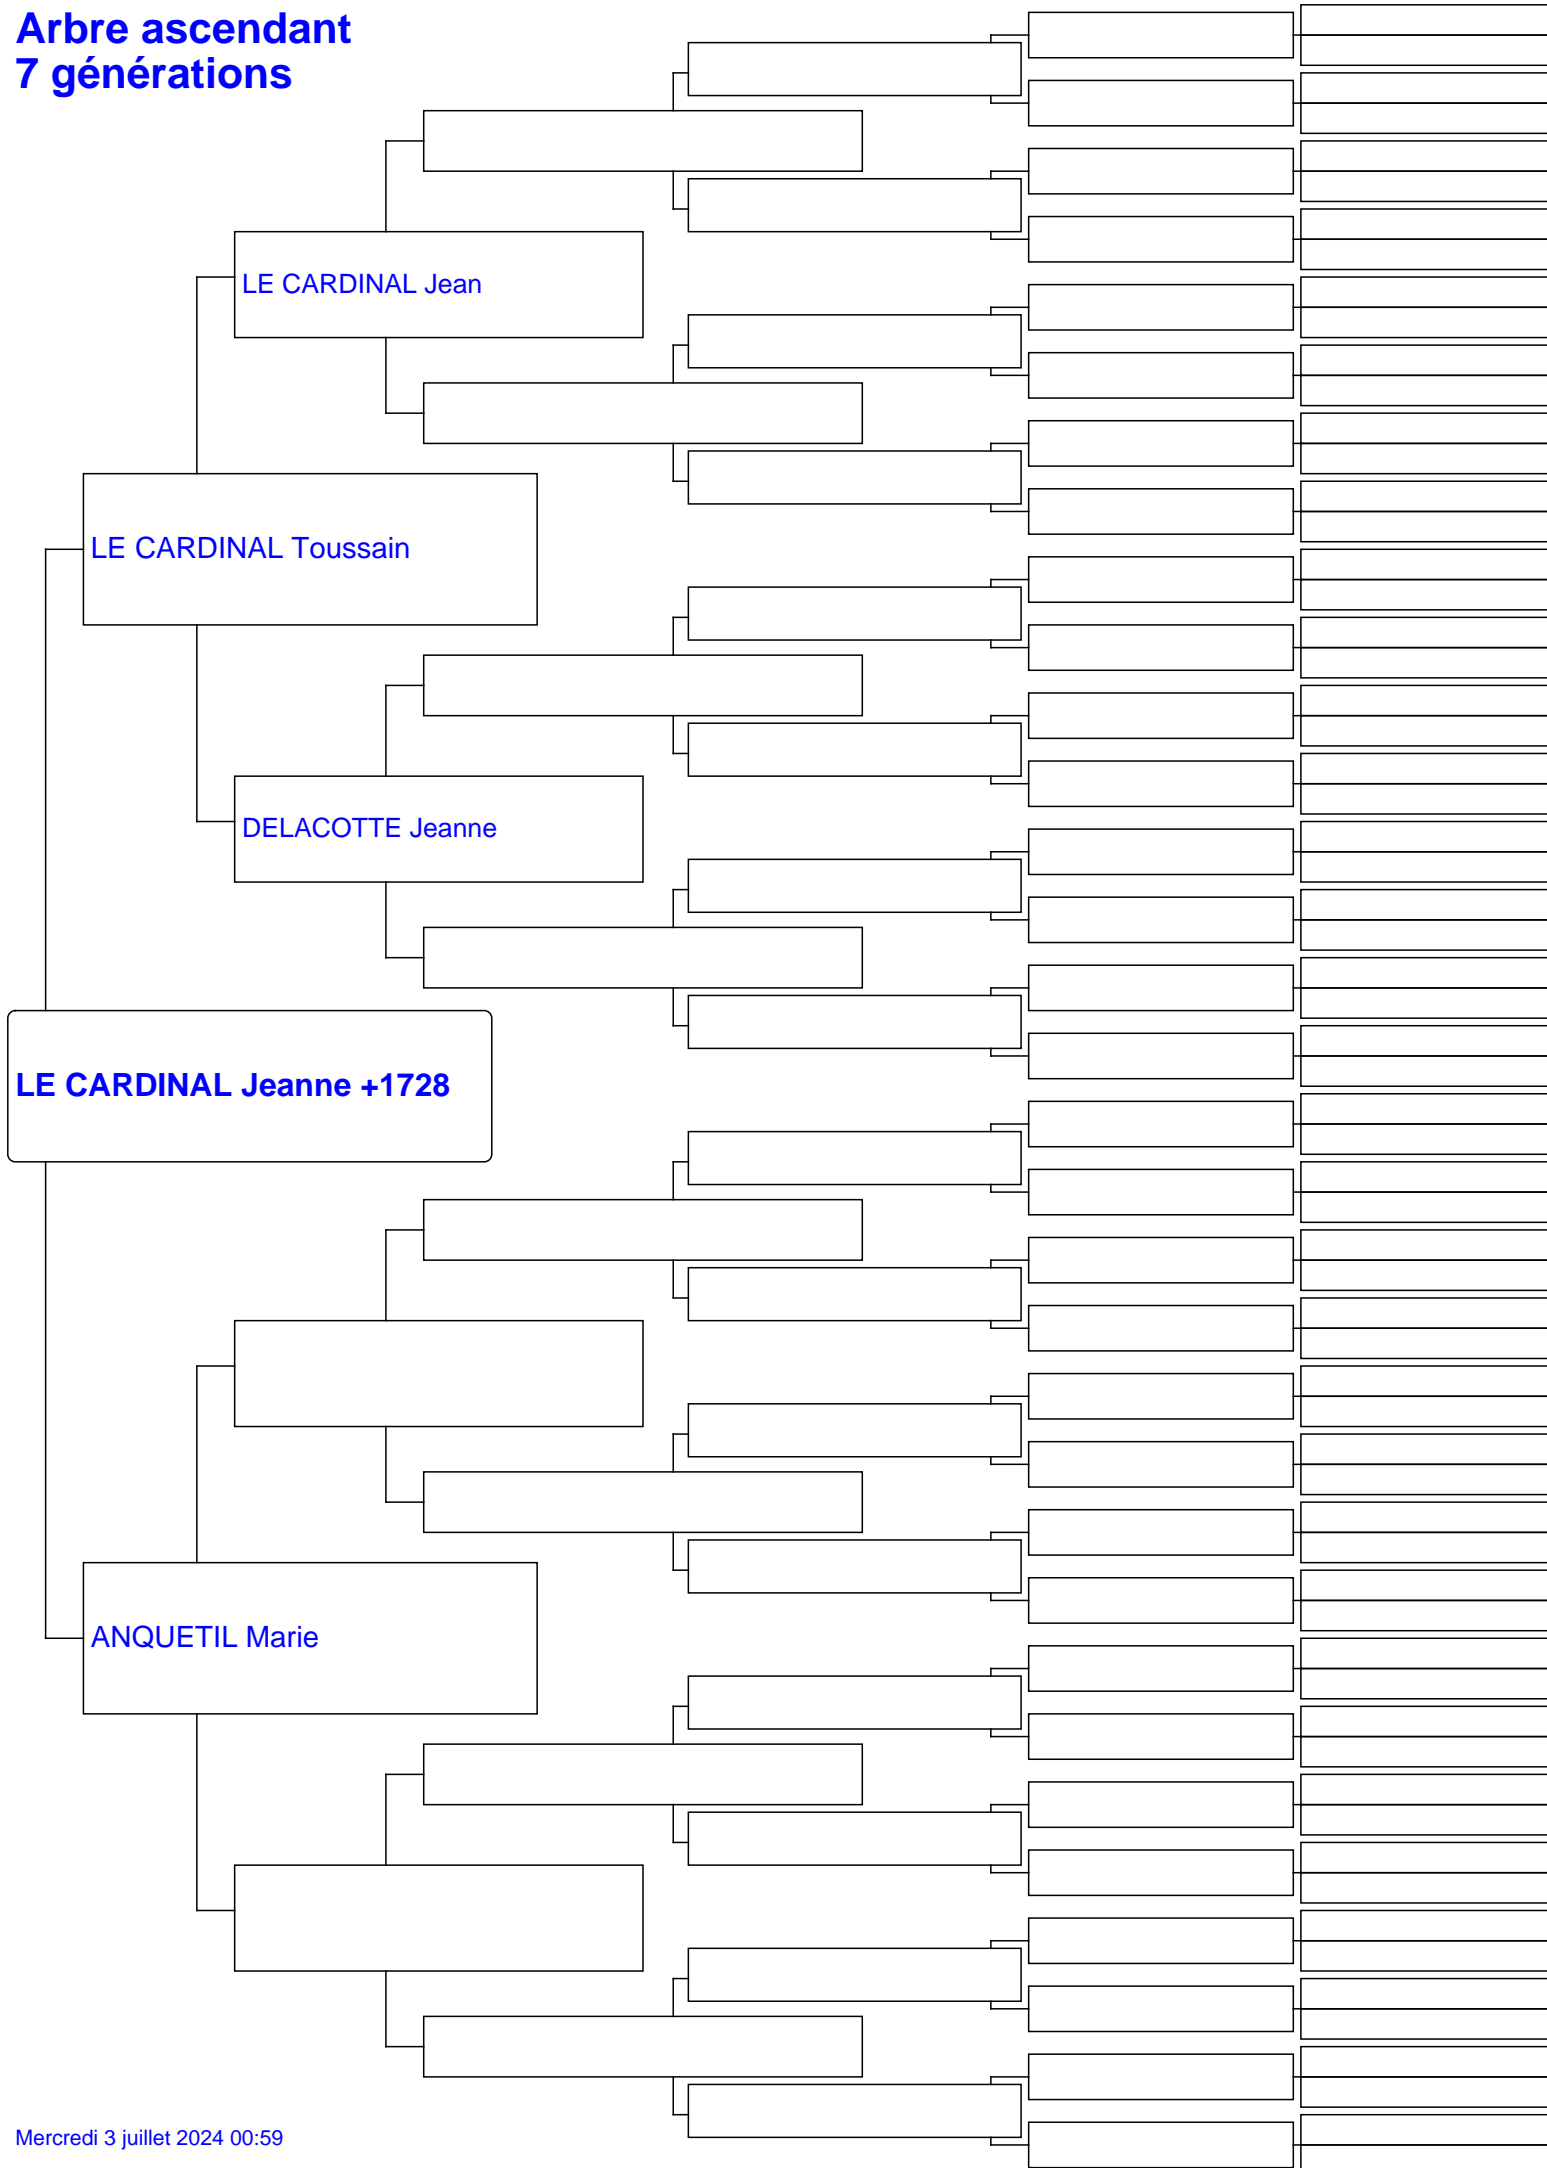 Arbre ascendant
7 générations
LE CARDINAL Jean
LE CARDINAL Toussain
DELACOTTE Jeanne
LE CARDINAL Jeanne +1728
ANQUETIL Marie
Mercredi 3 juillet 2024 00:59